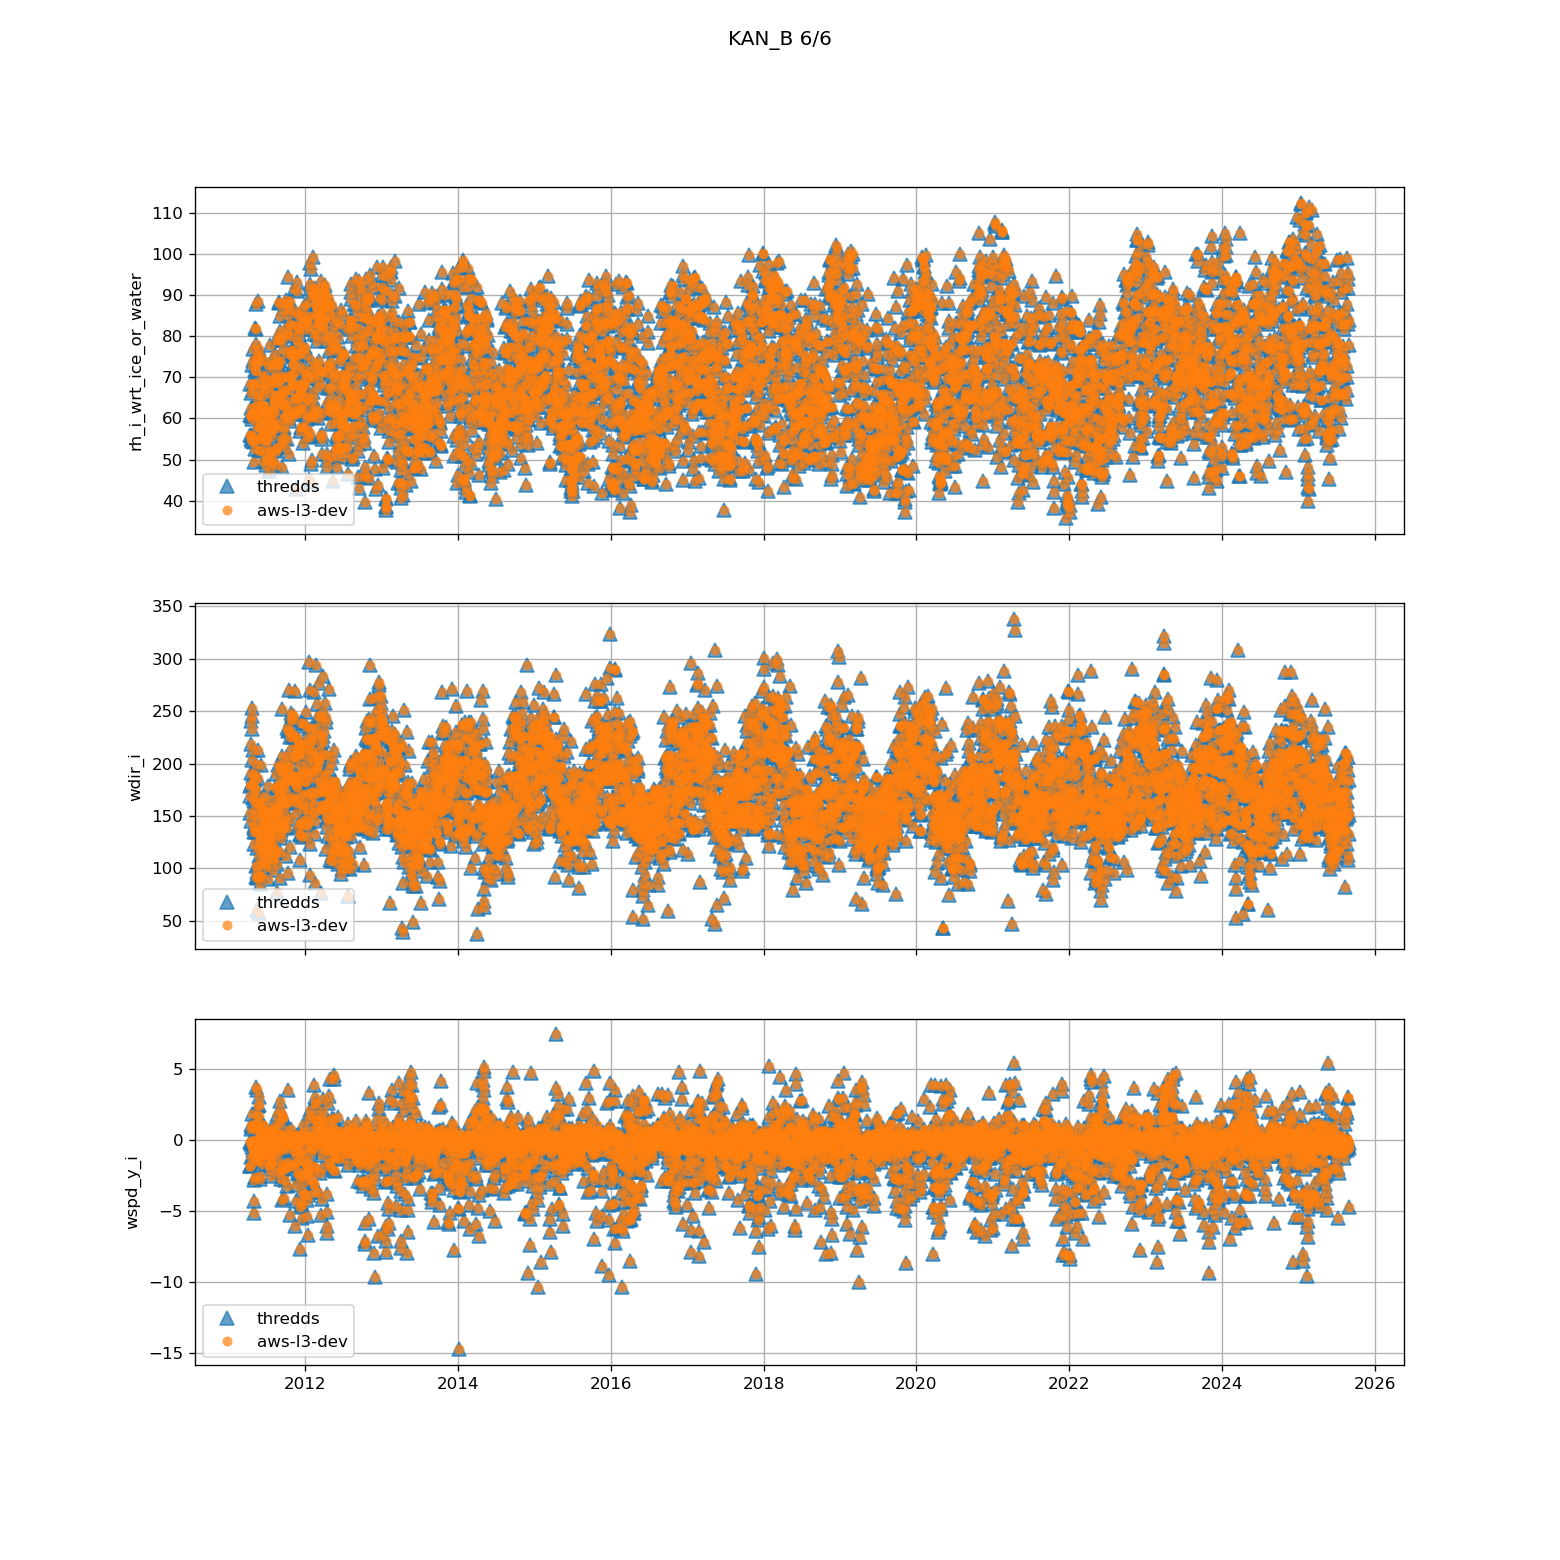 KAN_B 6/6
110
100
90
80
70
60
50
40
rh_i_wrt_ice_or_water
thredds
aws-l3-dev
350
300
250
200
150
100
50
wdir_i
thredds
aws-l3-dev
5
0
−5
−10
−15
wspd_y_i
thredds
aws-l3-dev
2012 2014 2016 2018 2020 2022 2024 2026